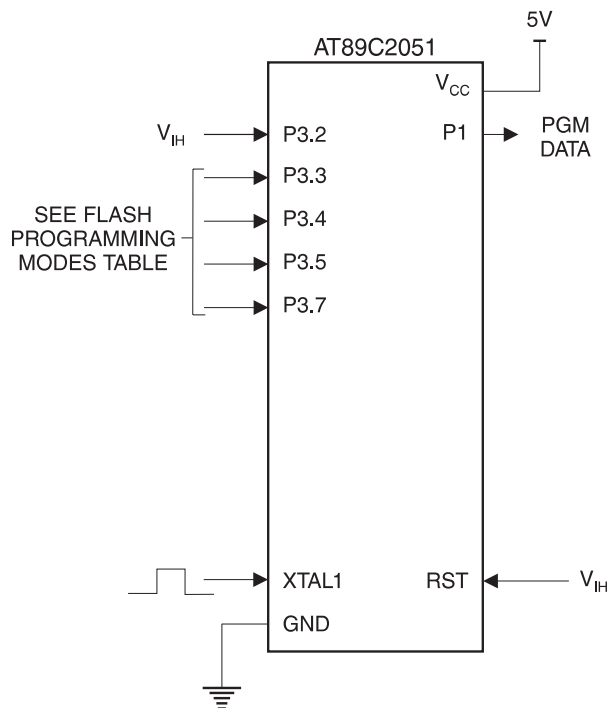 5V
AT89C2051
VCC
VIH
P3.2
P1
PGM
DATA
P3.3
SEE FLASH
PROGRAMMING
MODES TABLE
P3.4
P3.5
P3.7
XTAL1
RST
VIH
GND